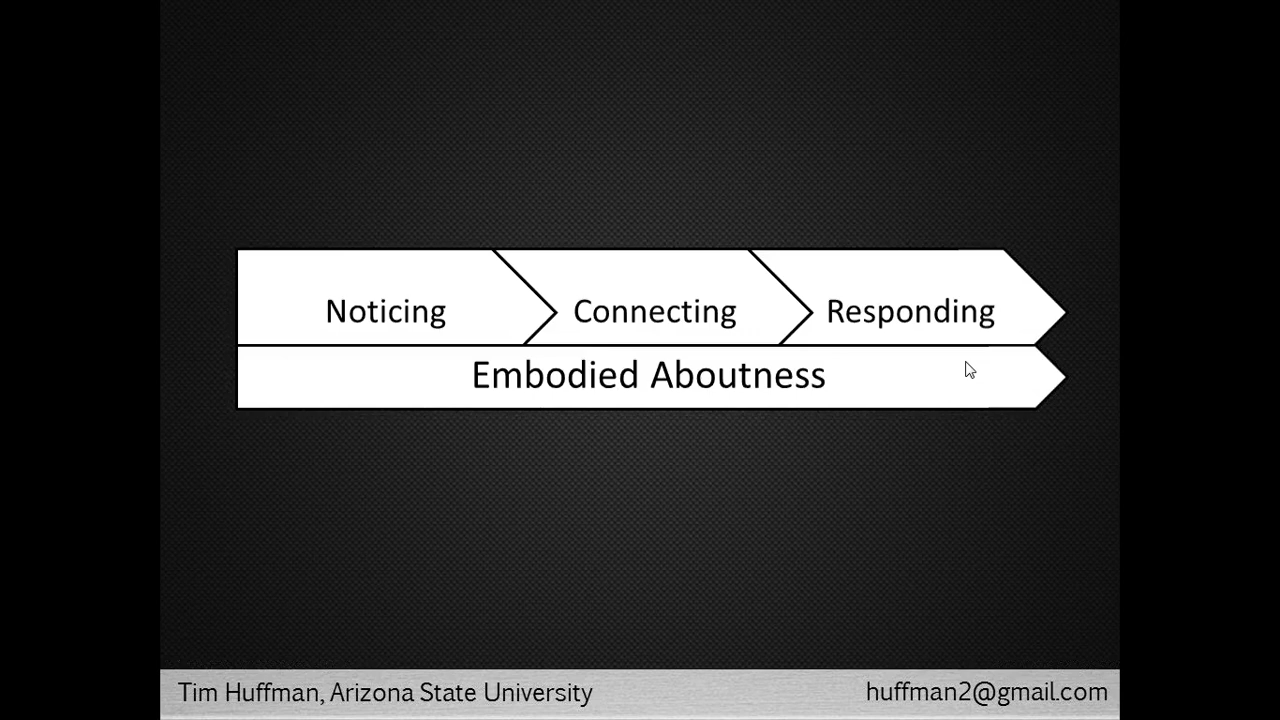 Noticing Connecting Responding
Embodied Aboutness
Tim Huffman, Arizona State University huffman2@gmail.com